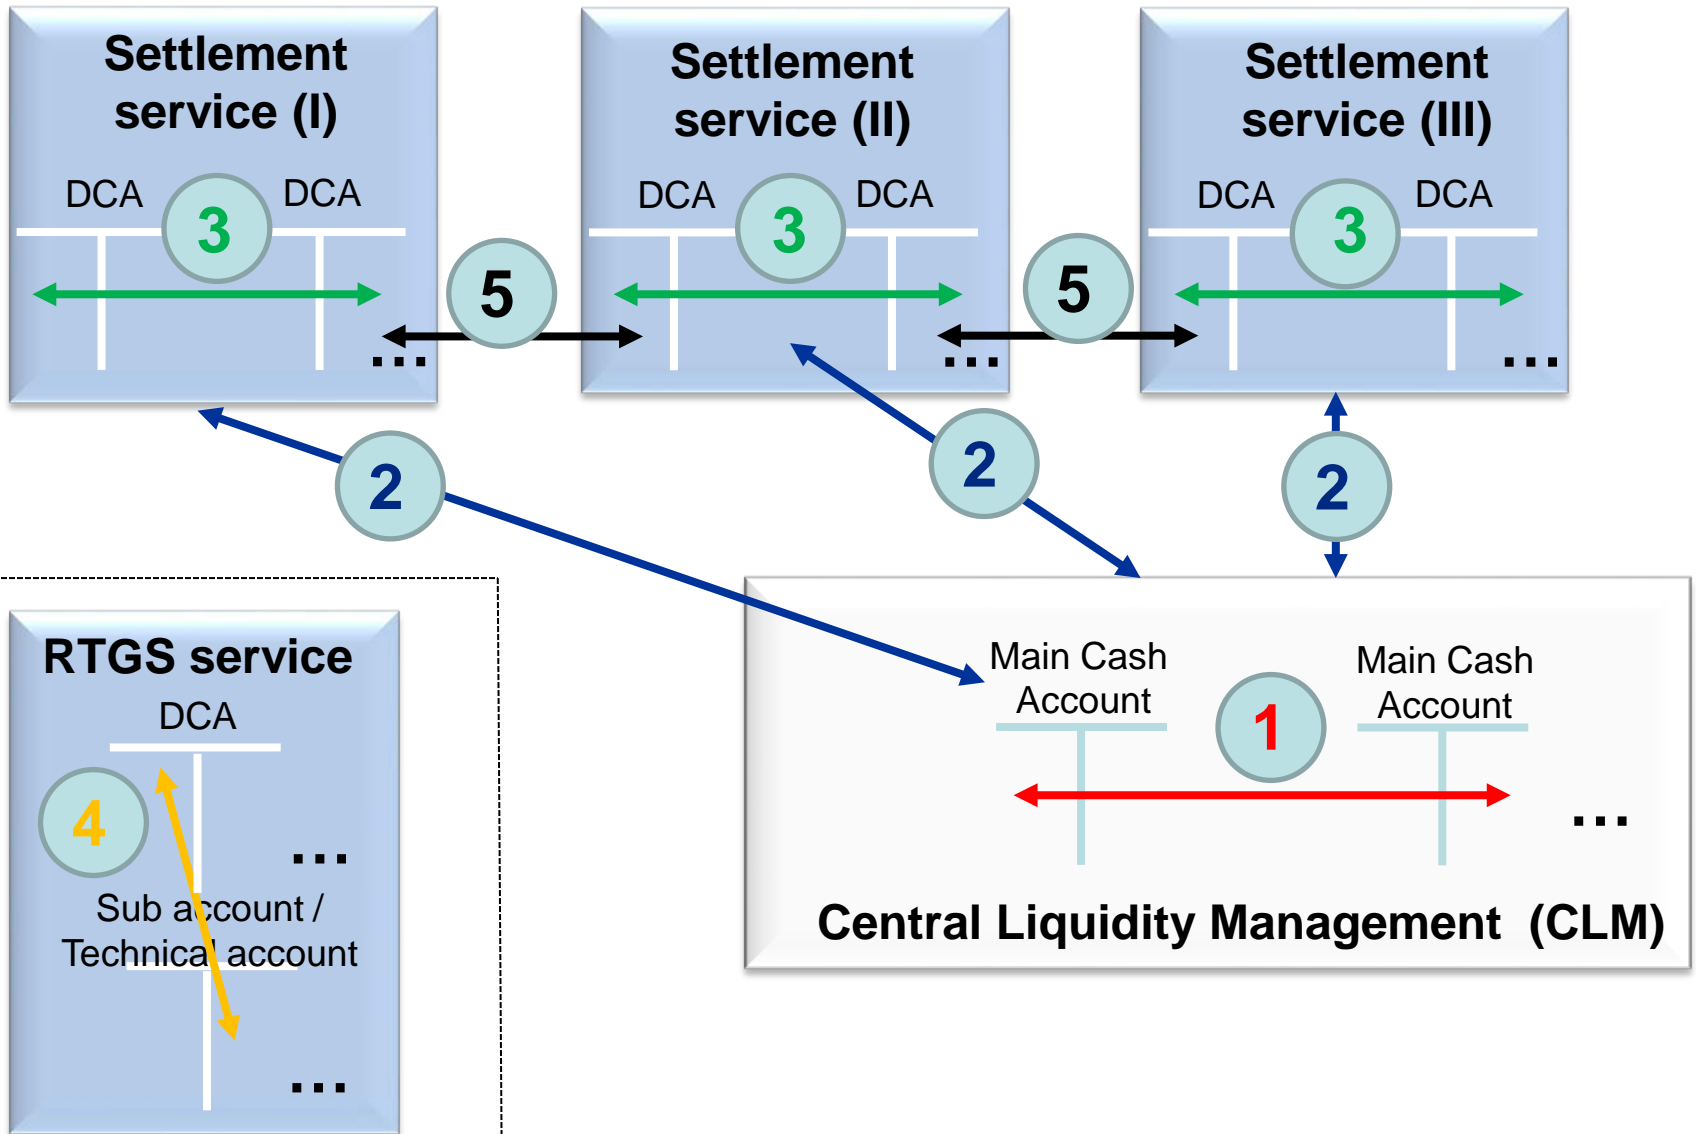 Settlement
service (I)
DCA
3
DCA
...
5
Settlement
service (II)
DCA
3
DCA
...
5
Settlement
service (III)
DCA
3
DCA
...
2
2
2
RTGS service
DCA
4
...
Sub account /
Technical account
...
Main Cash
Account
1
Main Cash
Account
...
Central Liquidity Management (CLM)